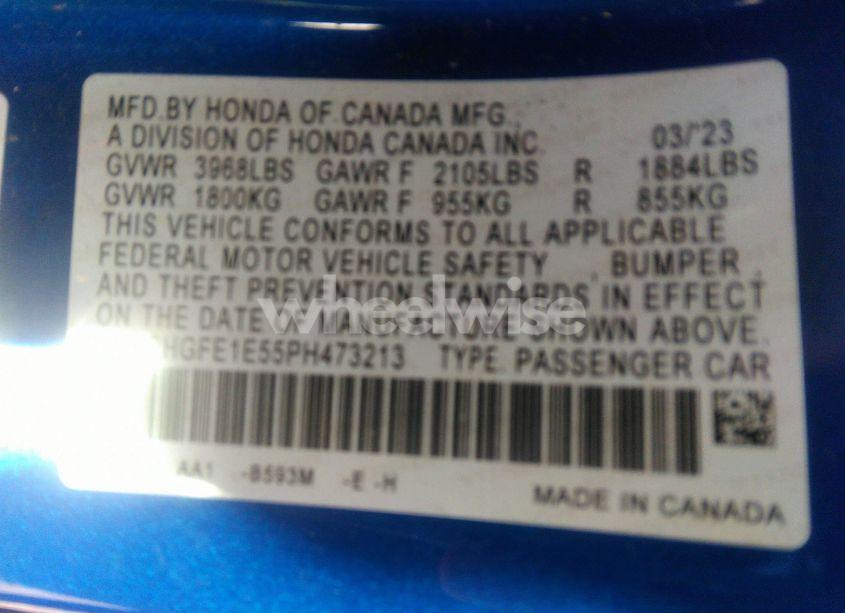 MFD.BY HONDA OF CANADA MFG.,
A DIVISION OF HONDA CANADA INC. 03/'23
GVWR 3968LBS GAWR F 2105LBS R 1884LBS
GVWR 1800KG GAWR F 955KG R 855KG
THIS VEHICLE CONFORMS TO ALL APPLICABLE
FEDERAL MOTOR VEHICLE SAFETY , BUMPER ,
AND THEFT PREVENTION STANDARDS IN EFFECT
ON THE DATE OF MANUFACTURE SHOWN ABOVE.
wheelwise
HGFE1E55PH473213 TYPE: PASSENGER CAR
AA1 -B593M -E -H
MADE IN CANADA